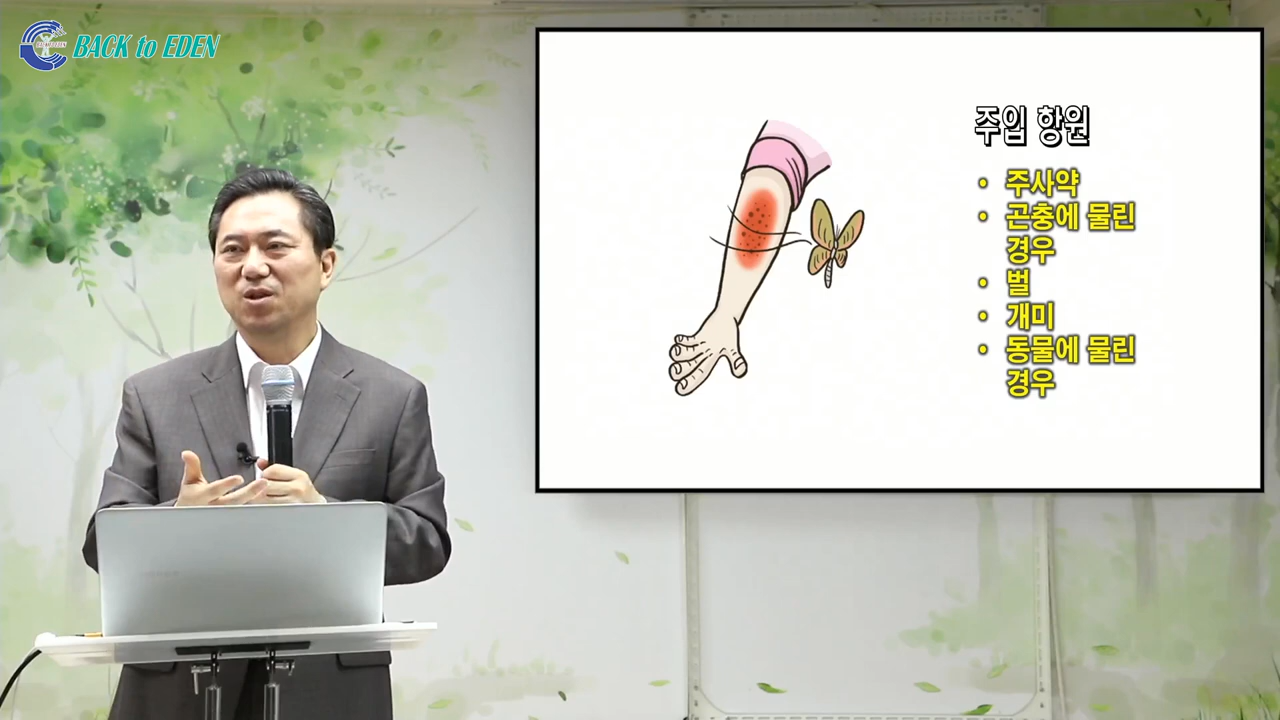 BACK to EDEN
주입 항원
• 주사약
• 곤충에 물린
경우
• 벌
• 개미
• 동물에 물린
경우